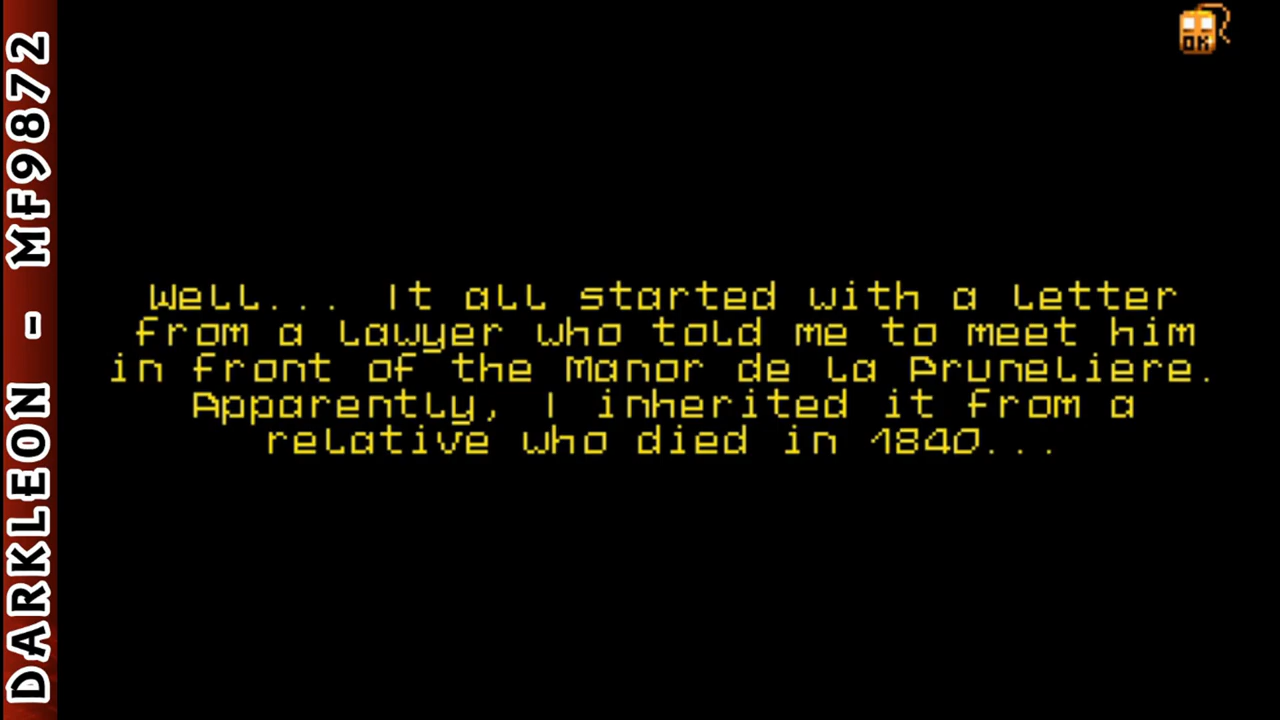 OK
DARKLEON - MF9872
Well... It all started with a letter
from a lawyer who told me to meet him
in front of the Manor de la Pruneliere.
Apparently, I inherited it from a
relative who died in 1840...